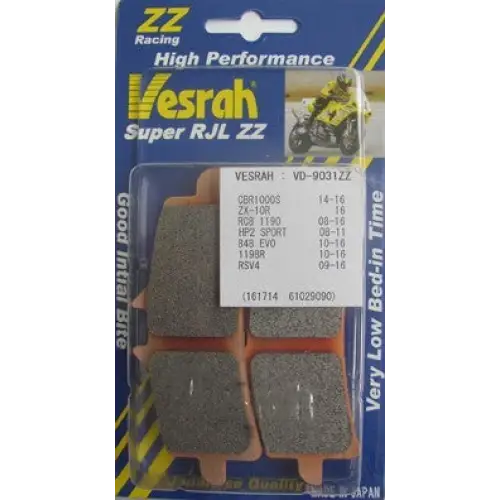 ZZ
Racing
High Performance
Vesrah
Super RJL ZZ
VESRAH : VD-9031ZZ
CBR1000S 14-16
ZX-10R 16
RC8 1190 08-16
HP2 SPORT 08-11
848 EVO 10-16
1198R 10-16
RSV4 09-16
(161714 61029090)
Good Intial Bite
Very Low Bed-in Time
Quality
MADE IN JAPAN